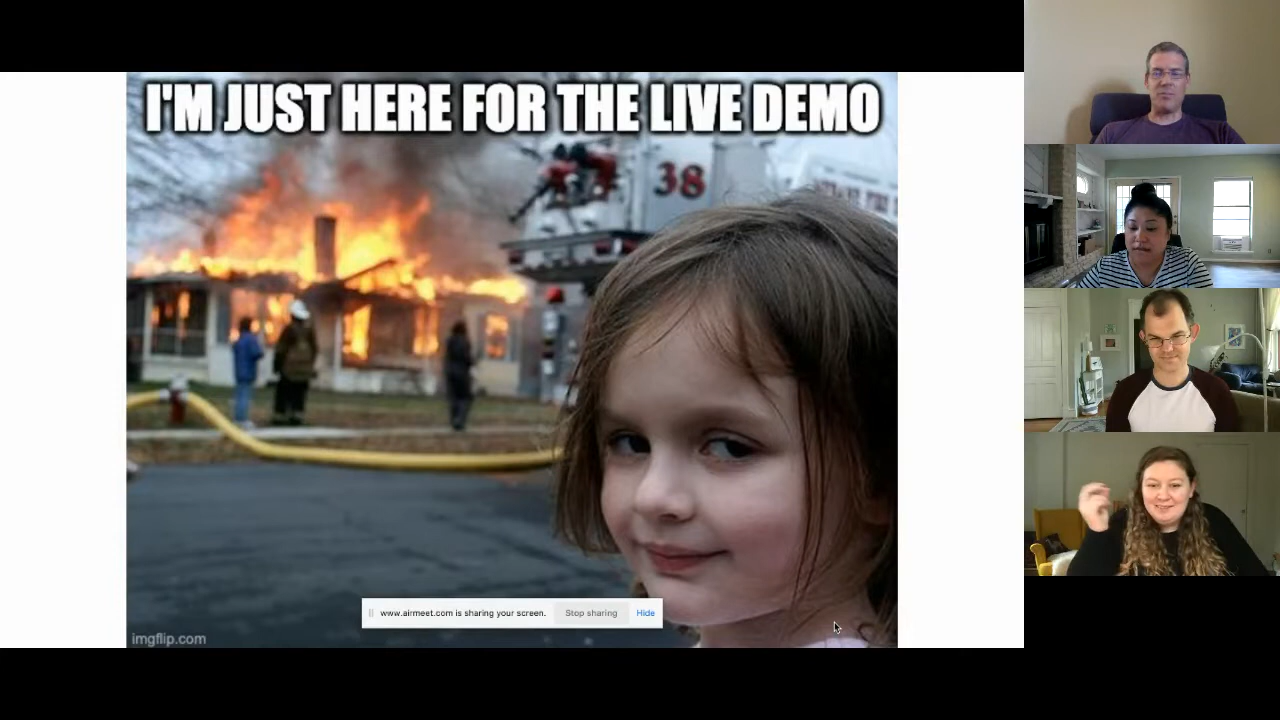 I'M JUST HERE FOR THE LIVE DEMO
38
www.airmeet.com is sharing your screen. Stop sharing Hide
imgflip.com